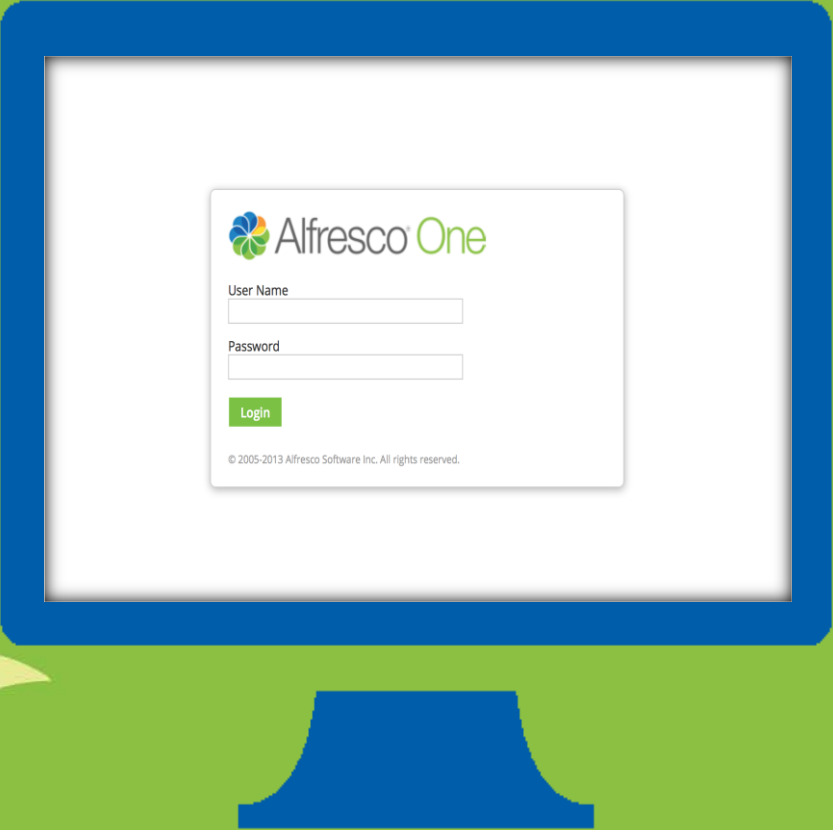 Alfresco® One
User Name
Password
Login
© 2005-2013 Alfresco Software Inc. All rights reserved.